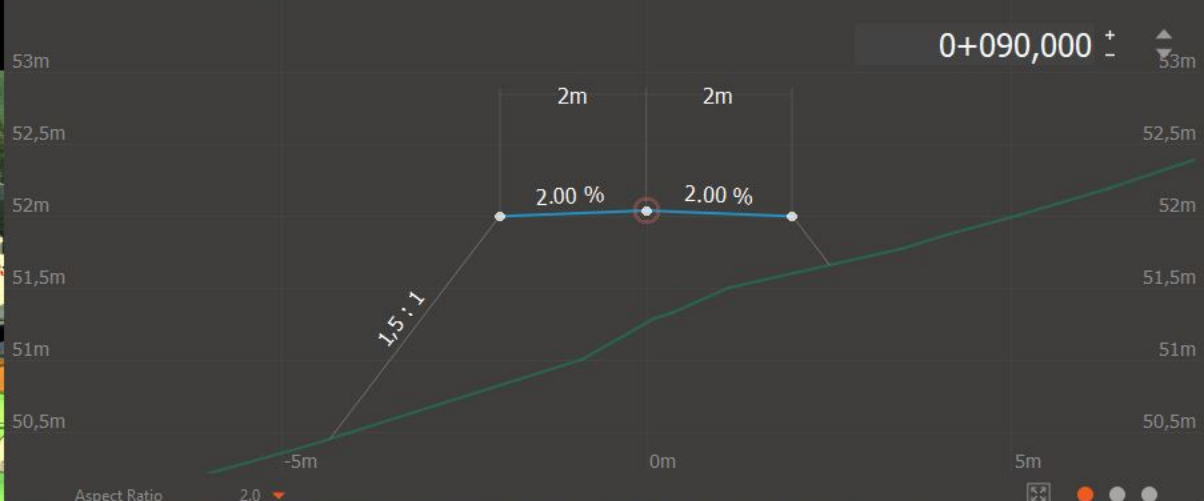 0+090,000 + −
53m 53m
2m 2m
52,5m 52,5m
2.00 % 2.00 %
52m 52m
51,5m 51,5m
1,5 : 1
51m 51m
50,5m 50,5m
-5m 0m 5m
Aspect Ratio 2,0